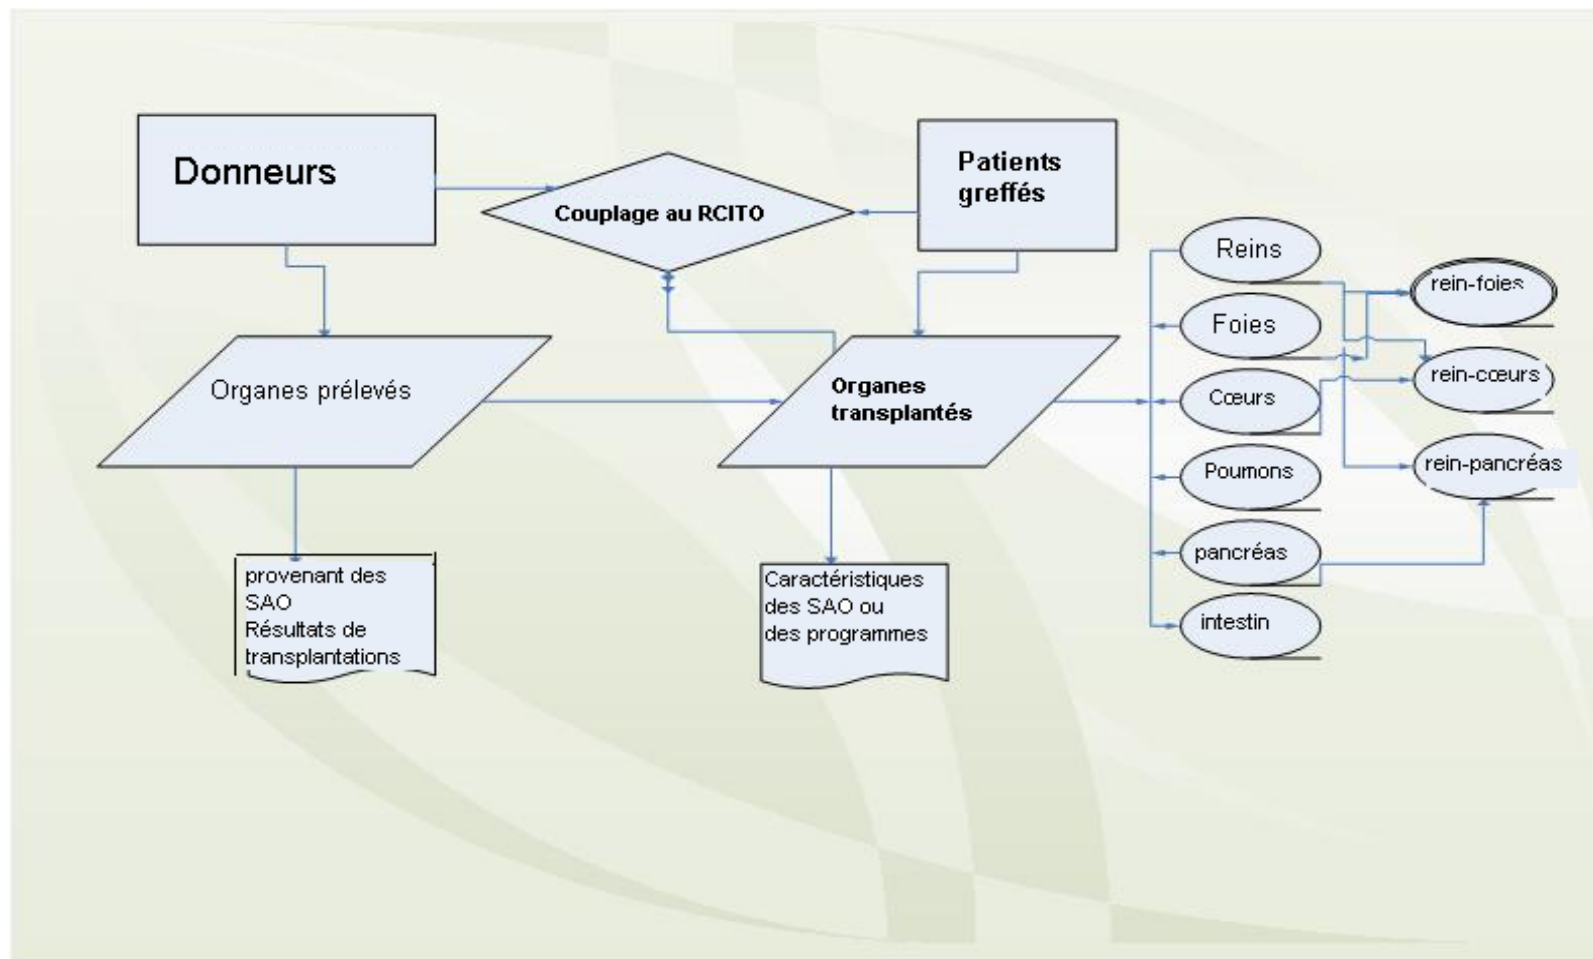 Donneurs
Couplage au RCITO
Patients
greffés
Organes prélevés
Organes
transplantés
provenant des
SAO
Résultats de
transplantations
Caractéristiques
des SAO ou
des programmes
Reins
Foies
Cœurs
Poumons
pancréas
intestin
rein-foies
rein-cœurs
rein-pancréas